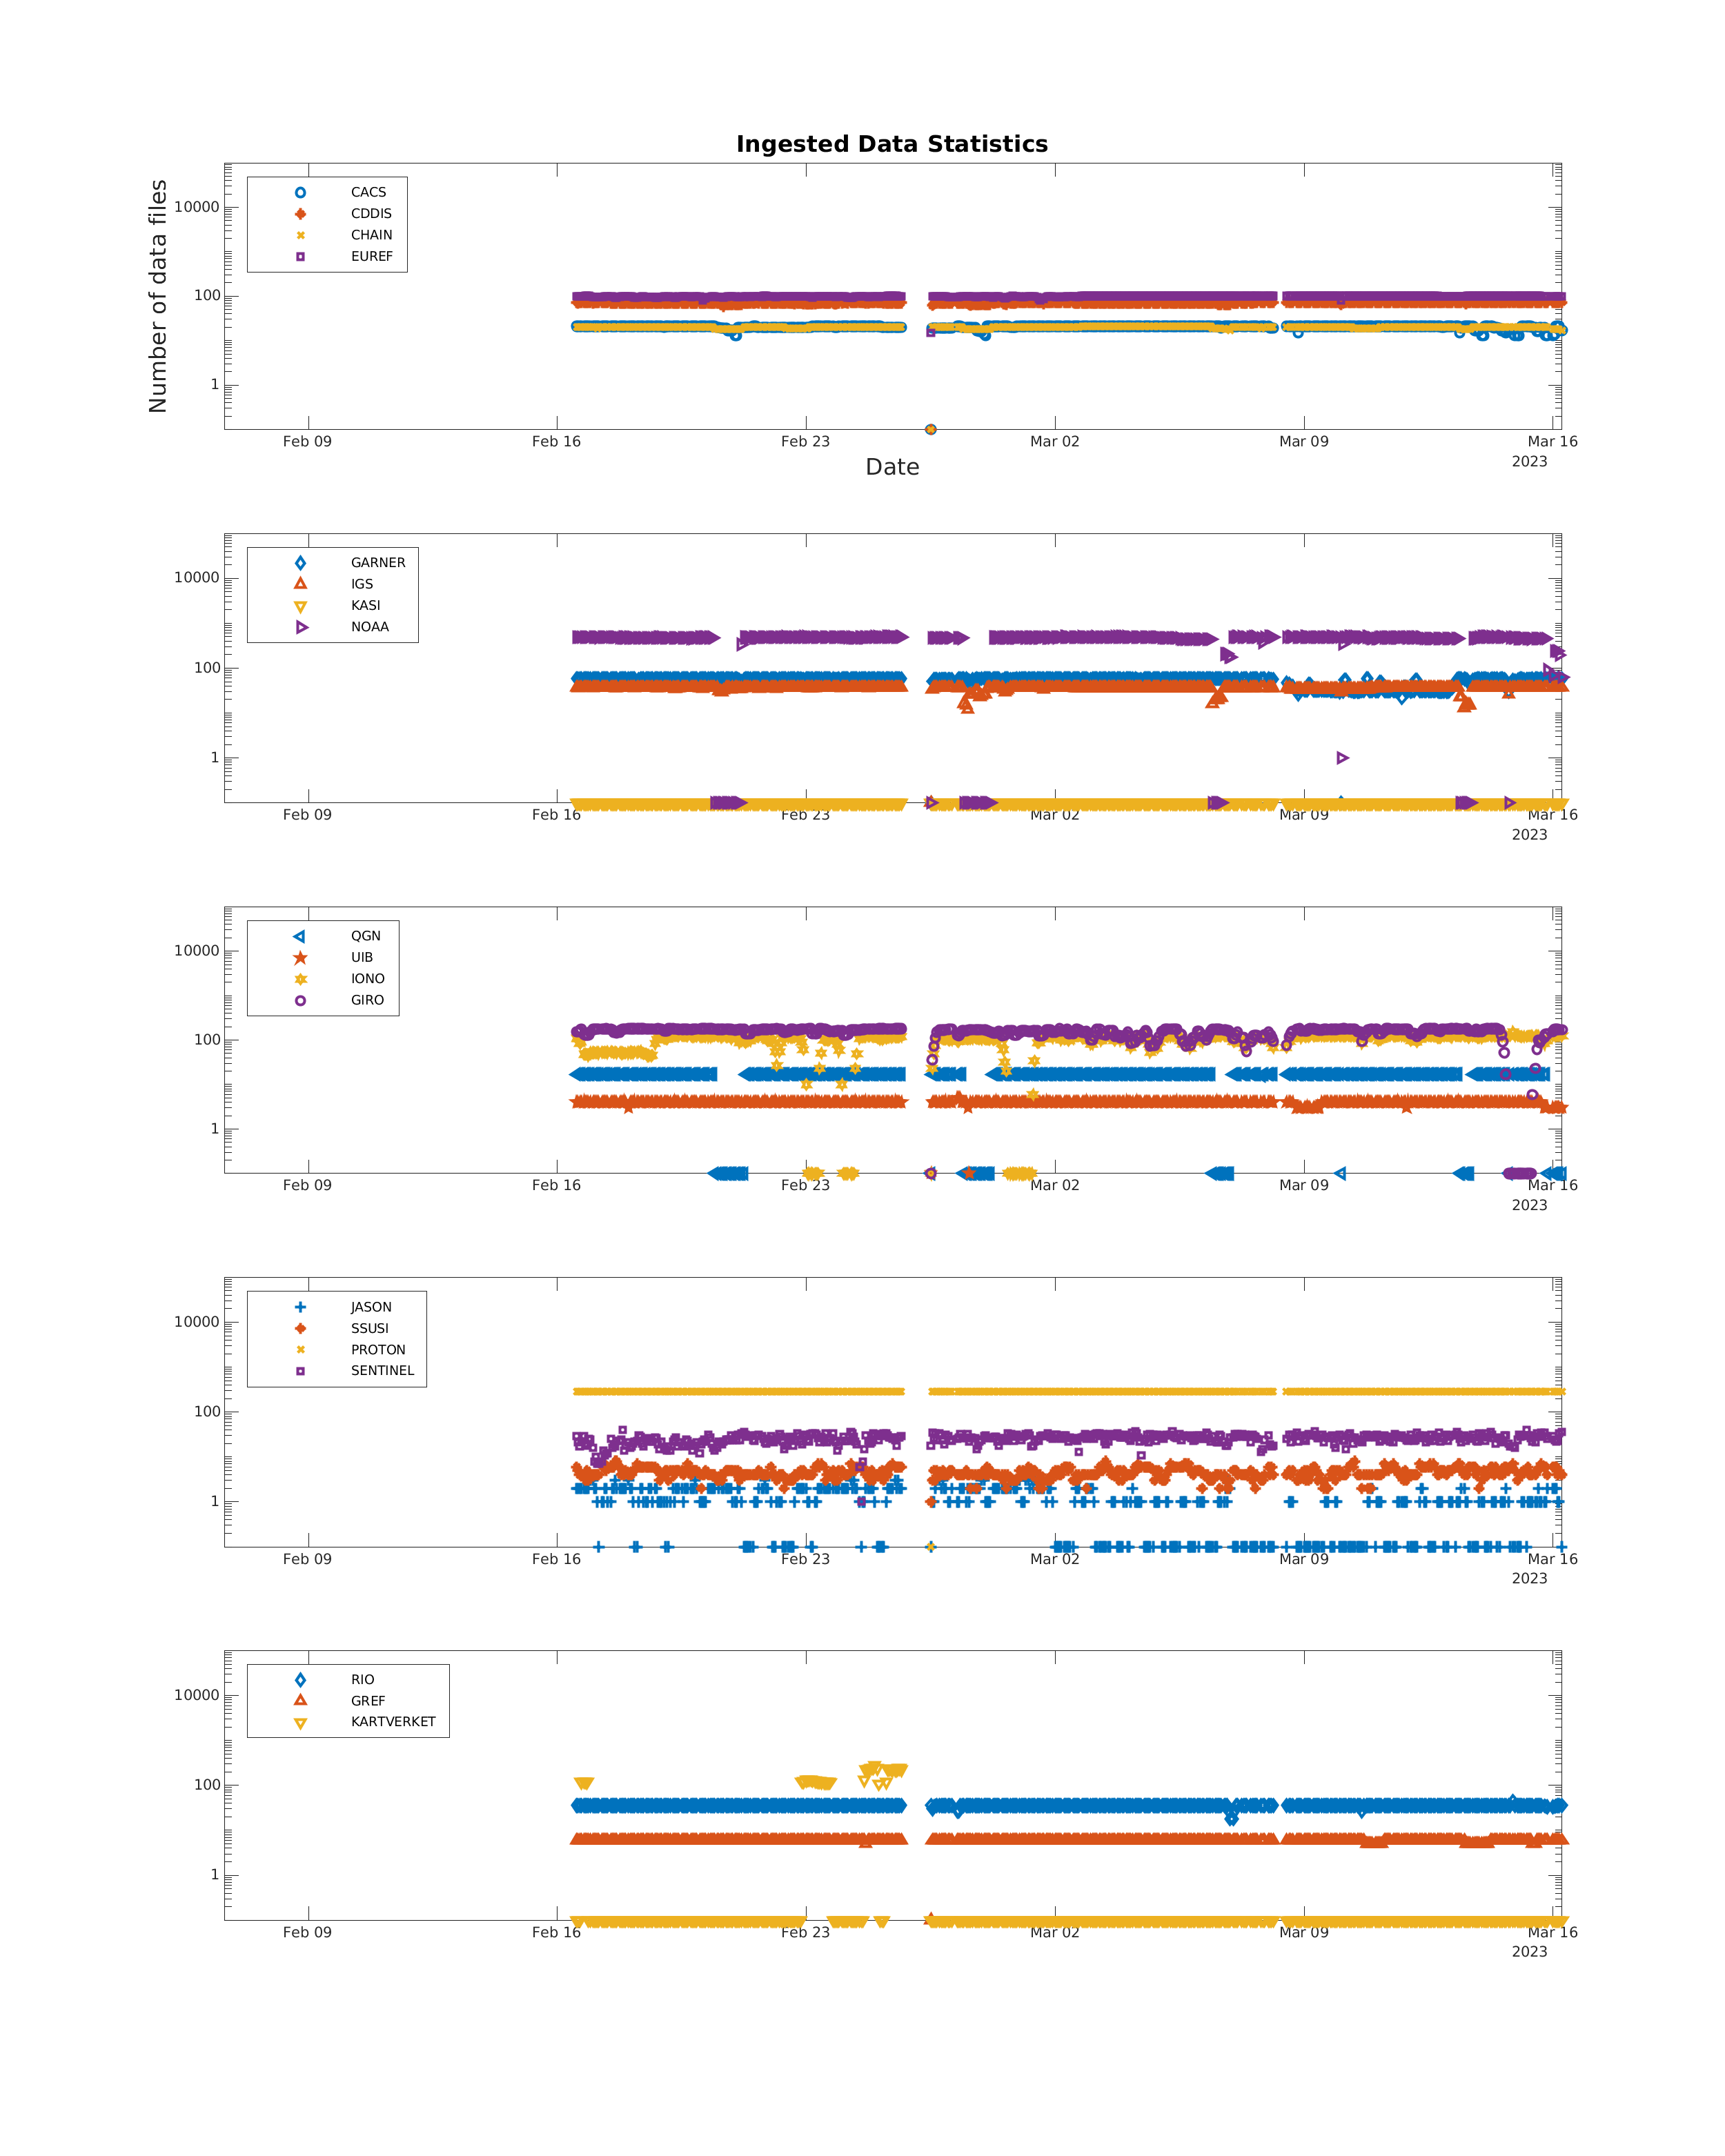 Ingested Data Statistics
Number of data files
CACS
CDDIS
CHAIN
EUREF
10000
100
1
Feb 09 Feb 16 Feb 23 Mar 02 Mar 09 Mar 16
2023
Date
GARNER
IGS
KASI
NOAA
10000
100
1
Feb 09 Feb 16 Feb 23 Mar 02 Mar 09 Mar 16
2023
QGN
UIB
IONO
GIRO
10000
100
1
Feb 09 Feb 16 Feb 23 Mar 02 Mar 09 Mar 16
2023
JASON
SSUSI
PROTON
SENTINEL
10000
100
1
Feb 09 Feb 16 Feb 23 Mar 02 Mar 09 Mar 16
2023
RIO
GREF
KARTVERKET
10000
100
1
Feb 09 Feb 16 Feb 23 Mar 02 Mar 09 Mar 16
2023